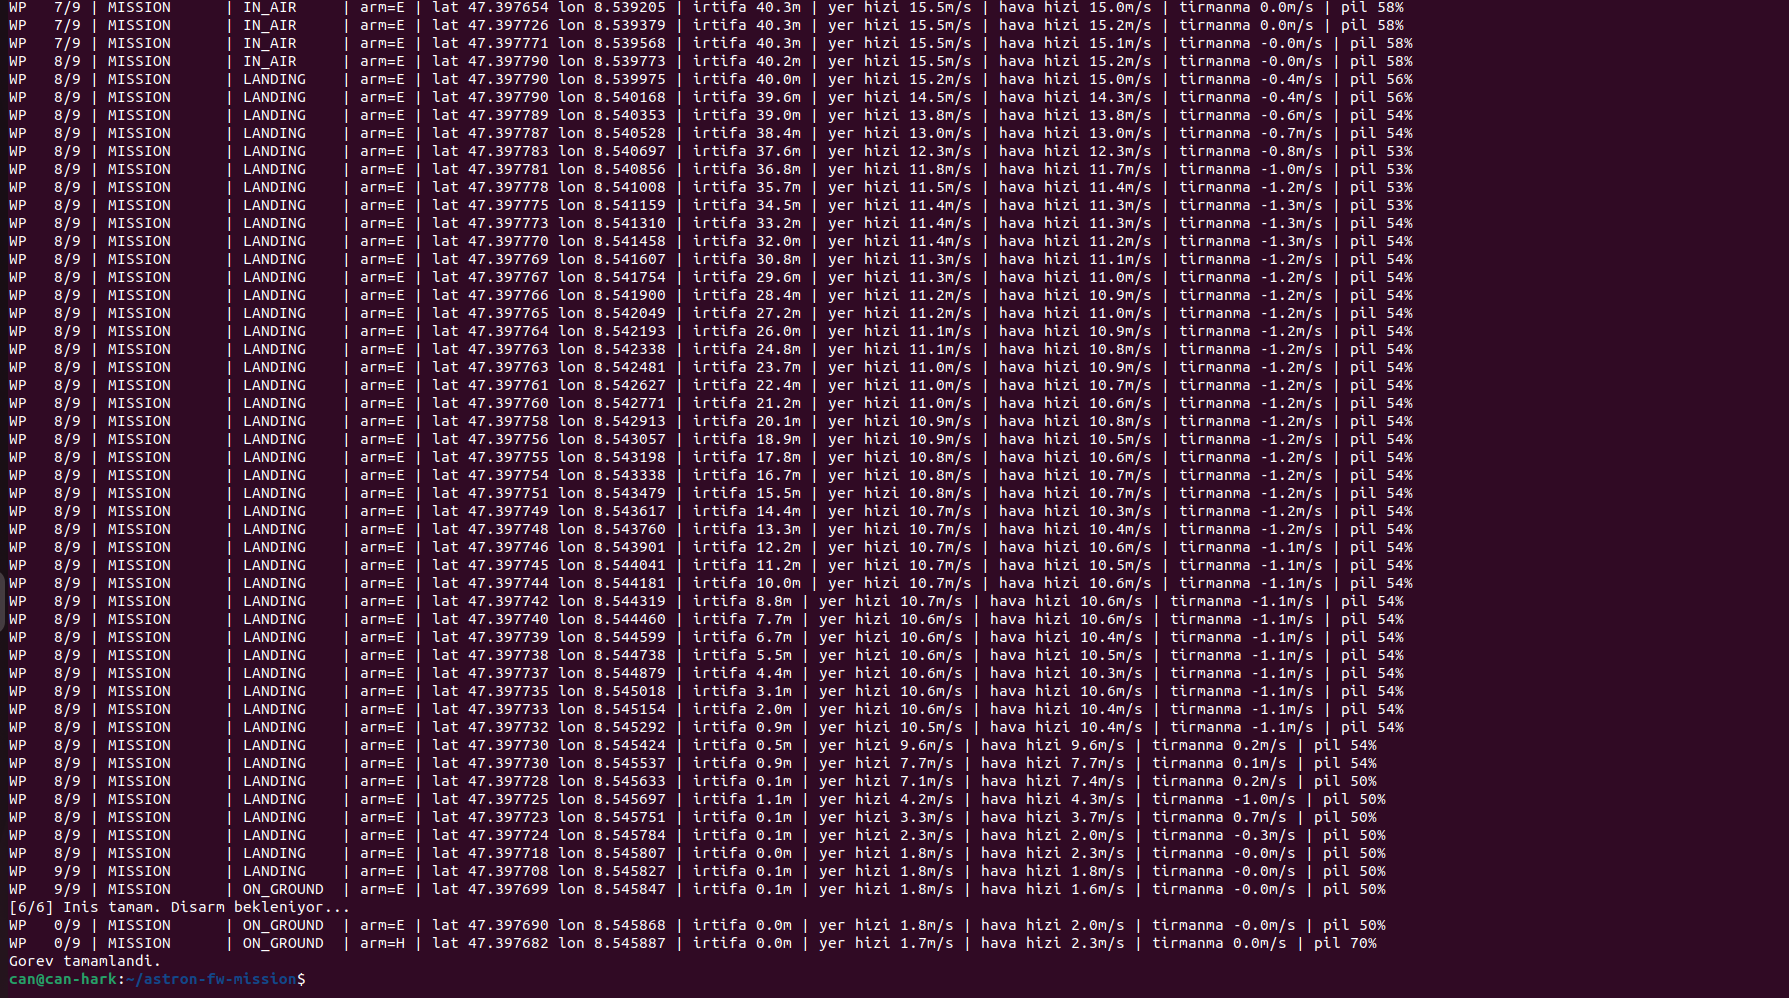 WP   7/9 | MISSION      | IN_AIR     | arm=E | lat 47.397654 lon 8.539205 | irtifa 40.3m | yer hizi 15.5m/s | hava hizi 15.0m/s | tirmanma 0.0m/s | pil 58%
WP   7/9 | MISSION      | IN_AIR     | arm=E | lat 47.397726 lon 8.539379 | irtifa 40.3m | yer hizi 15.5m/s | hava hizi 15.2m/s | tirmanma 0.0m/s | pil 58%
WP   7/9 | MISSION      | IN_AIR     | arm=E | lat 47.397771 lon 8.539568 | irtifa 40.3m | yer hizi 15.5m/s | hava hizi 15.1m/s | tirmanma -0.0m/s | pil 58%
WP   8/9 | MISSION      | IN_AIR     | arm=E | lat 47.397790 lon 8.539773 | irtifa 40.2m | yer hizi 15.5m/s | hava hizi 15.2m/s | tirmanma -0.0m/s | pil 58%
WP   8/9 | MISSION      | LANDING    | arm=E | lat 47.397790 lon 8.539975 | irtifa 40.0m | yer hizi 15.2m/s | hava hizi 15.0m/s | tirmanma -0.4m/s | pil 56%
WP   8/9 | MISSION      | LANDING    | arm=E | lat 47.397790 lon 8.540168 | irtifa 39.6m | yer hizi 14.5m/s | hava hizi 14.3m/s | tirmanma -0.4m/s | pil 56%
WP   8/9 | MISSION      | LANDING    | arm=E | lat 47.397789 lon 8.540353 | irtifa 39.0m | yer hizi 13.8m/s | hava hizi 13.8m/s | tirmanma -0.6m/s | pil 54%
WP   8/9 | MISSION      | LANDING    | arm=E | lat 47.397787 lon 8.540528 | irtifa 38.4m | yer hizi 13.0m/s | hava hizi 13.0m/s | tirmanma -0.7m/s | pil 54%
WP   8/9 | MISSION      | LANDING    | arm=E | lat 47.397783 lon 8.540697 | irtifa 37.6m | yer hizi 12.3m/s | hava hizi 12.3m/s | tirmanma -0.8m/s | pil 53%
WP   8/9 | MISSION      | LANDING    | arm=E | lat 47.397781 lon 8.540856 | irtifa 36.8m | yer hizi 11.8m/s | hava hizi 11.7m/s | tirmanma -1.0m/s | pil 53%
WP   8/9 | MISSION      | LANDING    | arm=E | lat 47.397778 lon 8.541008 | irtifa 35.7m | yer hizi 11.5m/s | hava hizi 11.4m/s | tirmanma -1.2m/s | pil 53%
WP   8/9 | MISSION      | LANDING    | arm=E | lat 47.397775 lon 8.541159 | irtifa 34.5m | yer hizi 11.4m/s | hava hizi 11.3m/s | tirmanma -1.3m/s | pil 53%
WP   8/9 | MISSION      | LANDING    | arm=E | lat 47.397773 lon 8.541310 | irtifa 33.2m | yer hizi 11.4m/s | hava hizi 11.3m/s | tirmanma -1.3m/s | pil 54%
WP   8/9 | MISSION      | LANDING    | arm=E | lat 47.397770 lon 8.541458 | irtifa 32.0m | yer hizi 11.4m/s | hava hizi 11.2m/s | tirmanma -1.3m/s | pil 54%
WP   8/9 | MISSION      | LANDING    | arm=E | lat 47.397769 lon 8.541607 | irtifa 30.8m | yer hizi 11.3m/s | hava hizi 11.1m/s | tirmanma -1.2m/s | pil 54%
WP   8/9 | MISSION      | LANDING    | arm=E | lat 47.397767 lon 8.541754 | irtifa 29.6m | yer hizi 11.3m/s | hava hizi 11.0m/s | tirmanma -1.2m/s | pil 54%
WP   8/9 | MISSION      | LANDING    | arm=E | lat 47.397766 lon 8.541900 | irtifa 28.4m | yer hizi 11.2m/s | hava hizi 10.9m/s | tirmanma -1.2m/s | pil 54%
WP   8/9 | MISSION      | LANDING    | arm=E | lat 47.397765 lon 8.542049 | irtifa 27.2m | yer hizi 11.2m/s | hava hizi 11.0m/s | tirmanma -1.2m/s | pil 54%
WP   8/9 | MISSION      | LANDING    | arm=E | lat 47.397764 lon 8.542193 | irtifa 26.0m | yer hizi 11.1m/s | hava hizi 10.9m/s | tirmanma -1.2m/s | pil 54%
WP   8/9 | MISSION      | LANDING    | arm=E | lat 47.397763 lon 8.542338 | irtifa 24.8m | yer hizi 11.1m/s | hava hizi 10.8m/s | tirmanma -1.2m/s | pil 54%
WP   8/9 | MISSION      | LANDING    | arm=E | lat 47.397763 lon 8.542481 | irtifa 23.7m | yer hizi 11.0m/s | hava hizi 10.9m/s | tirmanma -1.2m/s | pil 54%
WP   8/9 | MISSION      | LANDING    | arm=E | lat 47.397761 lon 8.542627 | irtifa 22.4m | yer hizi 11.0m/s | hava hizi 10.7m/s | tirmanma -1.2m/s | pil 54%
WP   8/9 | MISSION      | LANDING    | arm=E | lat 47.397760 lon 8.542771 | irtifa 21.2m | yer hizi 11.0m/s | hava hizi 10.6m/s | tirmanma -1.2m/s | pil 54%
WP   8/9 | MISSION      | LANDING    | arm=E | lat 47.397758 lon 8.542913 | irtifa 20.1m | yer hizi 10.9m/s | hava hizi 10.8m/s | tirmanma -1.2m/s | pil 54%
WP   8/9 | MISSION      | LANDING    | arm=E | lat 47.397756 lon 8.543057 | irtifa 18.9m | yer hizi 10.9m/s | hava hizi 10.5m/s | tirmanma -1.2m/s | pil 54%
WP   8/9 | MISSION      | LANDING    | arm=E | lat 47.397755 lon 8.543198 | irtifa 17.8m | yer hizi 10.8m/s | hava hizi 10.6m/s | tirmanma -1.2m/s | pil 54%
WP   8/9 | MISSION      | LANDING    | arm=E | lat 47.397754 lon 8.543338 | irtifa 16.7m | yer hizi 10.8m/s | hava hizi 10.7m/s | tirmanma -1.2m/s | pil 54%
WP   8/9 | MISSION      | LANDING    | arm=E | lat 47.397751 lon 8.543479 | irtifa 15.5m | yer hizi 10.8m/s | hava hizi 10.7m/s | tirmanma -1.2m/s | pil 54%
WP   8/9 | MISSION      | LANDING    | arm=E | lat 47.397749 lon 8.543617 | irtifa 14.4m | yer hizi 10.7m/s | hava hizi 10.3m/s | tirmanma -1.2m/s | pil 54%
WP   8/9 | MISSION      | LANDING    | arm=E | lat 47.397748 lon 8.543760 | irtifa 13.3m | yer hizi 10.7m/s | hava hizi 10.4m/s | tirmanma -1.2m/s | pil 54%
WP   8/9 | MISSION      | LANDING    | arm=E | lat 47.397746 lon 8.543901 | irtifa 12.2m | yer hizi 10.7m/s | hava hizi 10.6m/s | tirmanma -1.1m/s | pil 54%
WP   8/9 | MISSION      | LANDING    | arm=E | lat 47.397745 lon 8.544041 | irtifa 11.2m | yer hizi 10.7m/s | hava hizi 10.5m/s | tirmanma -1.1m/s | pil 54%
WP   8/9 | MISSION      | LANDING    | arm=E | lat 47.397744 lon 8.544181 | irtifa 10.0m | yer hizi 10.7m/s | hava hizi 10.6m/s | tirmanma -1.1m/s | pil 54%
WP   8/9 | MISSION      | LANDING    | arm=E | lat 47.397742 lon 8.544319 | irtifa 8.8m | yer hizi 10.7m/s | hava hizi 10.6m/s | tirmanma -1.1m/s | pil 54%
WP   8/9 | MISSION      | LANDING    | arm=E | lat 47.397740 lon 8.544460 | irtifa 7.7m | yer hizi 10.6m/s | hava hizi 10.6m/s | tirmanma -1.1m/s | pil 54%
WP   8/9 | MISSION      | LANDING    | arm=E | lat 47.397739 lon 8.544599 | irtifa 6.7m | yer hizi 10.6m/s | hava hizi 10.4m/s | tirmanma -1.1m/s | pil 54%
WP   8/9 | MISSION      | LANDING    | arm=E | lat 47.397738 lon 8.544738 | irtifa 5.5m | yer hizi 10.6m/s | hava hizi 10.5m/s | tirmanma -1.1m/s | pil 54%
WP   8/9 | MISSION      | LANDING    | arm=E | lat 47.397737 lon 8.544879 | irtifa 4.4m | yer hizi 10.6m/s | hava hizi 10.3m/s | tirmanma -1.1m/s | pil 54%
WP   8/9 | MISSION      | LANDING    | arm=E | lat 47.397735 lon 8.545018 | irtifa 3.1m | yer hizi 10.6m/s | hava hizi 10.6m/s | tirmanma -1.1m/s | pil 54%
WP   8/9 | MISSION      | LANDING    | arm=E | lat 47.397733 lon 8.545154 | irtifa 2.0m | yer hizi 10.6m/s | hava hizi 10.4m/s | tirmanma -1.1m/s | pil 54%
WP   8/9 | MISSION      | LANDING    | arm=E | lat 47.397732 lon 8.545292 | irtifa 0.9m | yer hizi 10.5m/s | hava hizi 10.4m/s | tirmanma -1.1m/s | pil 54%
WP   8/9 | MISSION      | LANDING    | arm=E | lat 47.397730 lon 8.545424 | irtifa 0.5m | yer hizi 9.6m/s | hava hizi 9.6m/s | tirmanma 0.2m/s | pil 54%
WP   8/9 | MISSION      | LANDING    | arm=E | lat 47.397730 lon 8.545537 | irtifa 0.9m | yer hizi 7.7m/s | hava hizi 7.7m/s | tirmanma 0.1m/s | pil 54%
WP   8/9 | MISSION      | LANDING    | arm=E | lat 47.397728 lon 8.545633 | irtifa 0.1m | yer hizi 7.1m/s | hava hizi 7.4m/s | tirmanma 0.2m/s | pil 50%
WP   8/9 | MISSION      | LANDING    | arm=E | lat 47.397725 lon 8.545697 | irtifa 1.1m | yer hizi 4.2m/s | hava hizi 4.3m/s | tirmanma -1.0m/s | pil 50%
WP   8/9 | MISSION      | LANDING    | arm=E | lat 47.397723 lon 8.545751 | irtifa 0.1m | yer hizi 3.3m/s | hava hizi 3.7m/s | tirmanma 0.7m/s | pil 50%
WP   8/9 | MISSION      | LANDING    | arm=E | lat 47.397724 lon 8.545784 | irtifa 0.1m | yer hizi 2.3m/s | hava hizi 2.0m/s | tirmanma -0.3m/s | pil 50%
WP   8/9 | MISSION      | LANDING    | arm=E | lat 47.397718 lon 8.545807 | irtifa 0.0m | yer hizi 1.8m/s | hava hizi 2.3m/s | tirmanma -0.0m/s | pil 50%
WP   9/9 | MISSION      | LANDING    | arm=E | lat 47.397708 lon 8.545827 | irtifa 0.1m | yer hizi 1.8m/s | hava hizi 1.8m/s | tirmanma -0.0m/s | pil 50%
WP   9/9 | MISSION      | ON_GROUND  | arm=E | lat 47.397699 lon 8.545847 | irtifa 0.1m | yer hizi 1.8m/s | hava hizi 1.6m/s | tirmanma -0.0m/s | pil 50%
[6/6] Inis tamam. Disarm bekleniyor...
WP   0/9 | MISSION      | ON_GROUND  | arm=E | lat 47.397690 lon 8.545868 | irtifa 0.0m | yer hizi 1.8m/s | hava hizi 2.0m/s | tirmanma -0.0m/s | pil 50%
WP   0/9 | MISSION      | ON_GROUND  | arm=H | lat 47.397682 lon 8.545887 | irtifa 0.0m | yer hizi 1.7m/s | hava hizi 2.3m/s | tirmanma 0.0m/s | pil 70%
Gorev tamamlandi.
can@can-hark:~/astron-fw-mission$